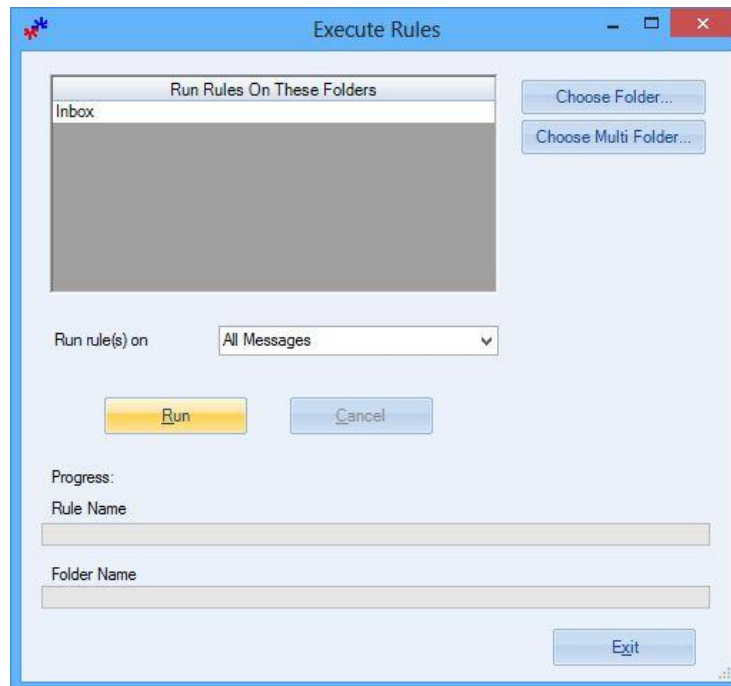 Execute Rules
Run Rules On These Folders
Inbox
Choose Folder...
Choose Multi Folder...
Run rule(s) on
All Messages
Run
Cancel
Progress:
Rule Name
Folder Name
Exit